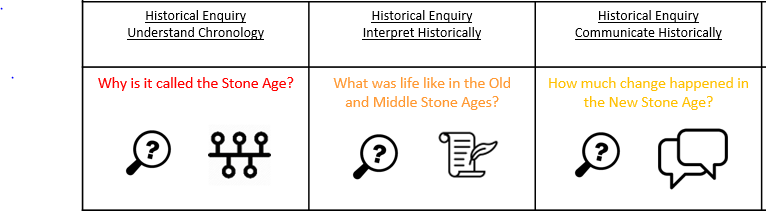 Historical Enquiry
Understand Chronology
Historical Enquiry
Interpret Historically
Historical Enquiry
Communicate Historically
Why is it called the Stone Age?
What was life like in the Old
and Middle Stone Ages?
How much change happened in
the New Stone Age?
?
?
?